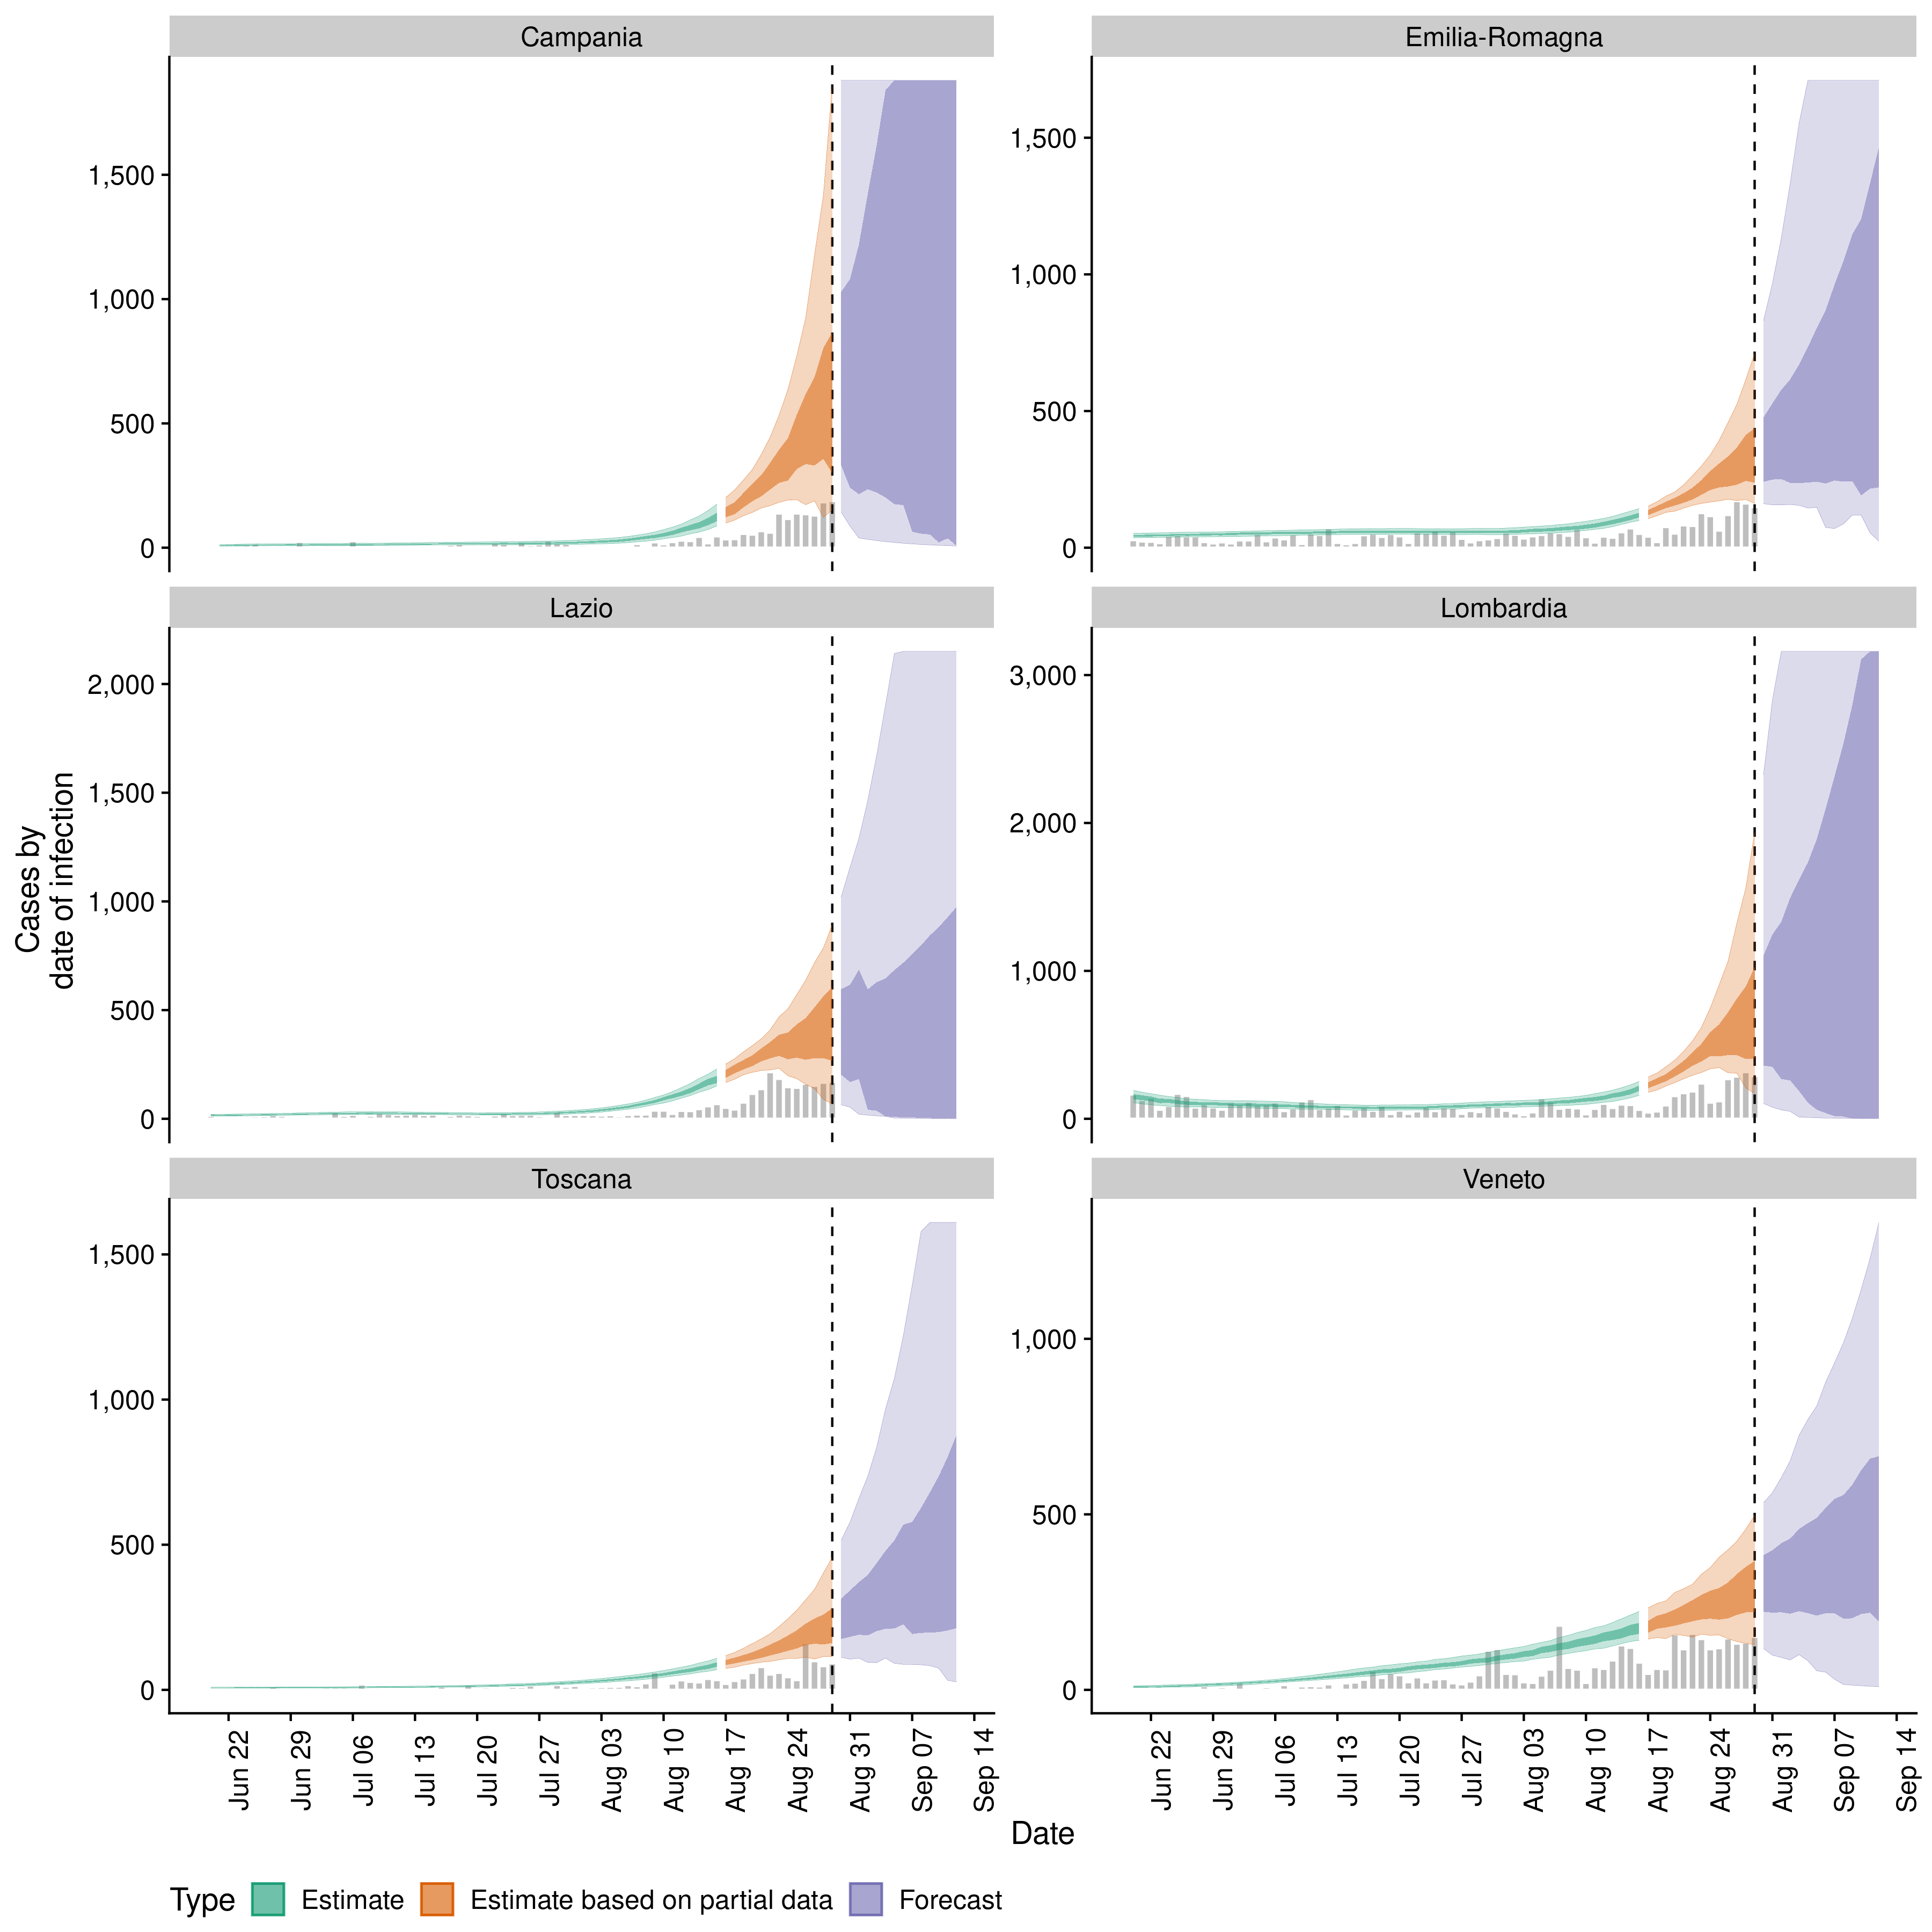 Campania
Emilia-Romagna
1,500
1,000
500
0
1,500
1,000
500
0
Lazio
Lombardia
2,000
1,500
1,000
500
0
3,000
2,000
1,000
0
Cases by
date of infection
Toscana
Veneto
1,500
1,000
500
0
1,000
500
0
Jun 22
Jun 29
Jul 06
Jul 13
Jul 20
Jul 27
Aug 03
Aug 10
Aug 17
Aug 24
Aug 31
Sep 07
Sep 14
Jun 22
Jun 29
Jul 06
Jul 13
Jul 20
Jul 27
Aug 03
Aug 10
Aug 17
Aug 24
Aug 31
Sep 07
Sep 14
Date
Type Estimate Estimate based on partial data Forecast